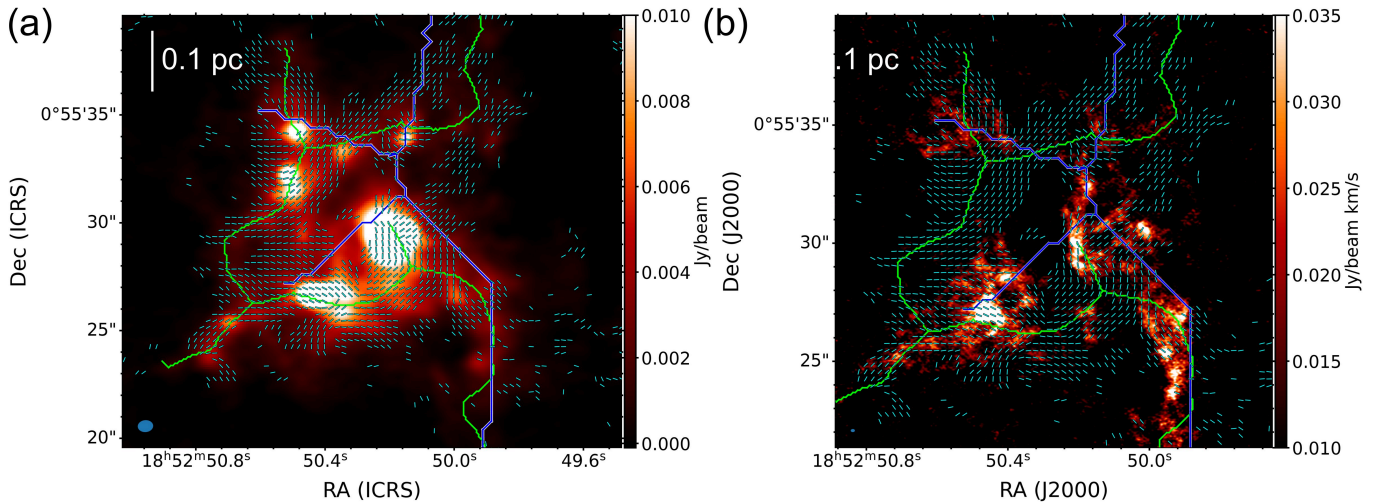 (a)
0.1 pc
0°55'35"
30"
25"
20"
Dec (ICRS)
18ʰ52ᵐ50.8ˢ
50.4ˢ
50.0ˢ
49.6ˢ
RA (ICRS)
0.010
0.008
0.006
0.004
0.002
0.000
Jy/beam
(b)
.1 pc
0°55'35"
30"
25"
Dec (J2000)
18ʰ52ᵐ50.8ˢ
50.4ˢ
50.0ˢ
RA (J2000)
0.035
0.030
0.025
0.020
0.015
0.010
Jy/beam km/s